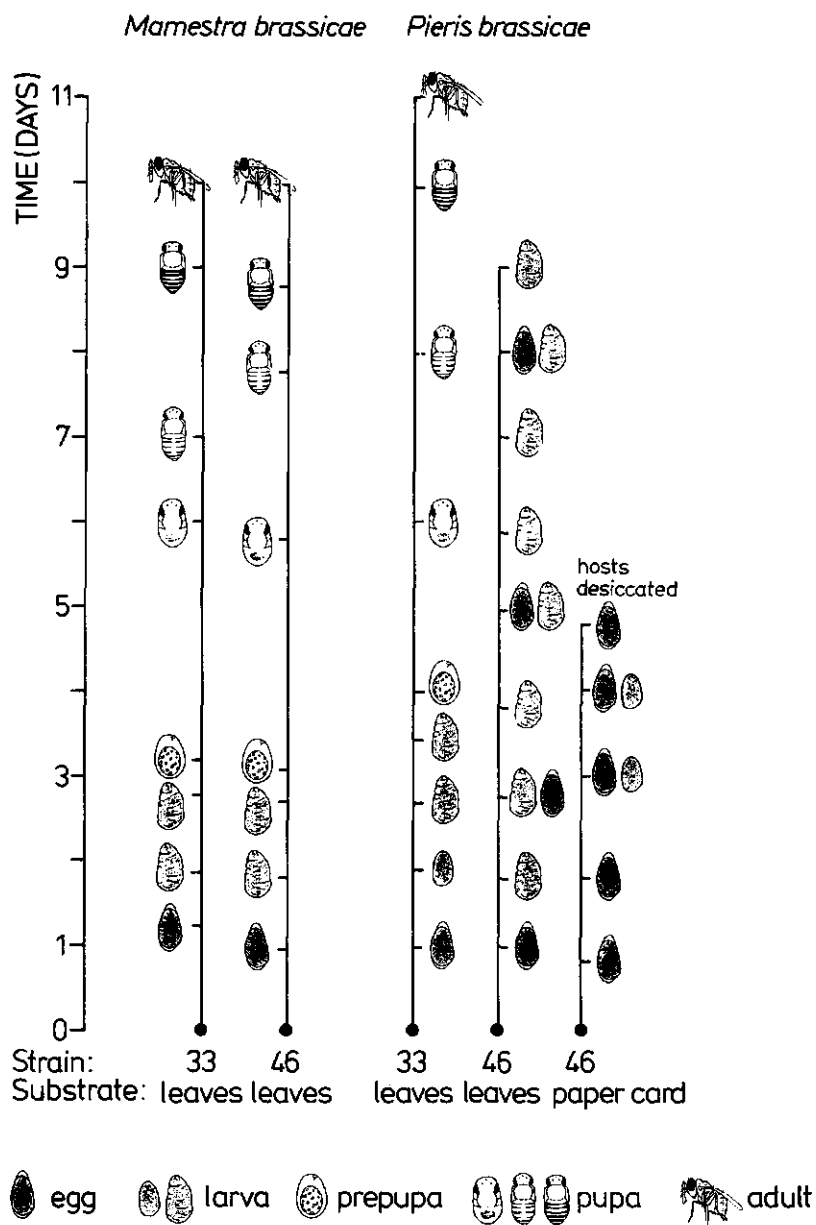 Mamestra brassicae Pieris brassicae
TIME (DAYS)
11
9
7
5
3
1
0
hosts
desiccated
Strain: 33 46 33 46 46
Substrate: leaves leaves leaves leaves paper card
egg larva prepupa pupa adult